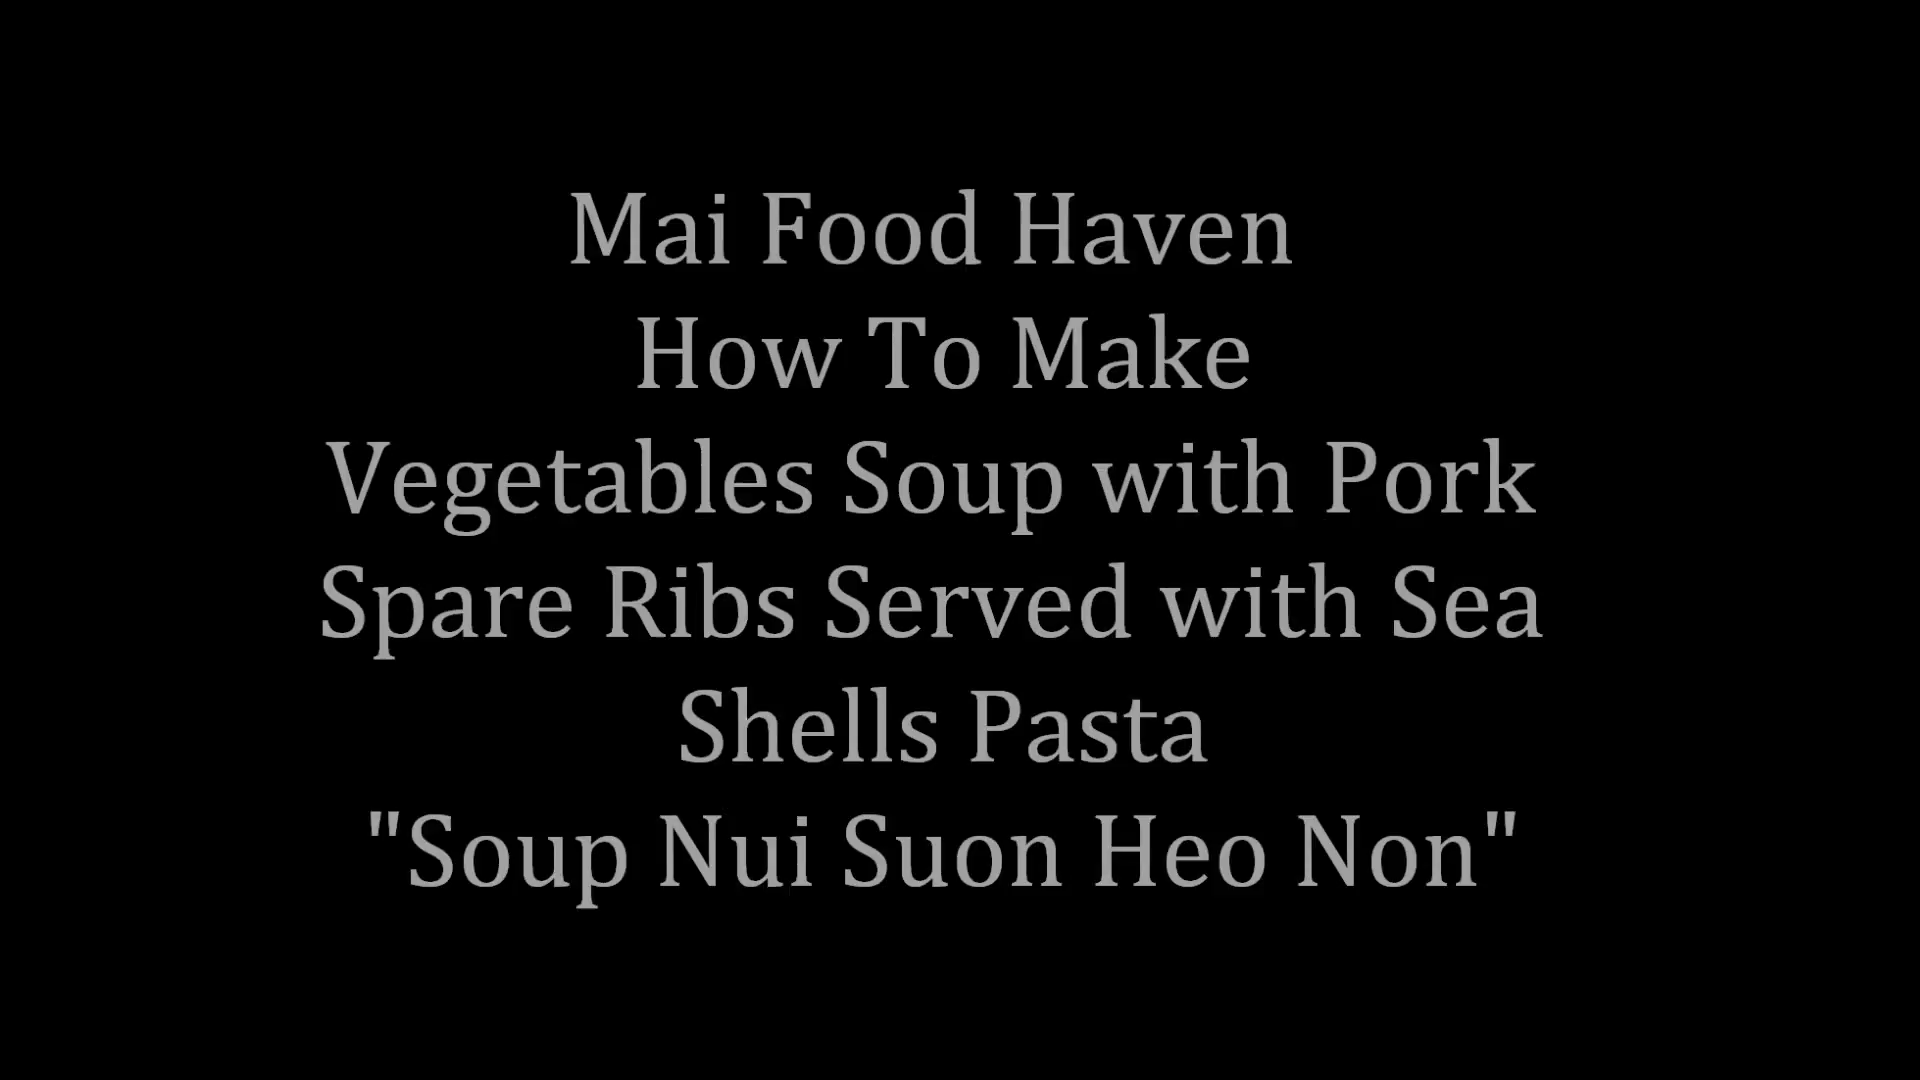 Mai Food Haven
How To Make
Vegetables Soup with Pork
Spare Ribs Served with Sea
Shells Pasta
"Soup Nui Suon Heo Non"